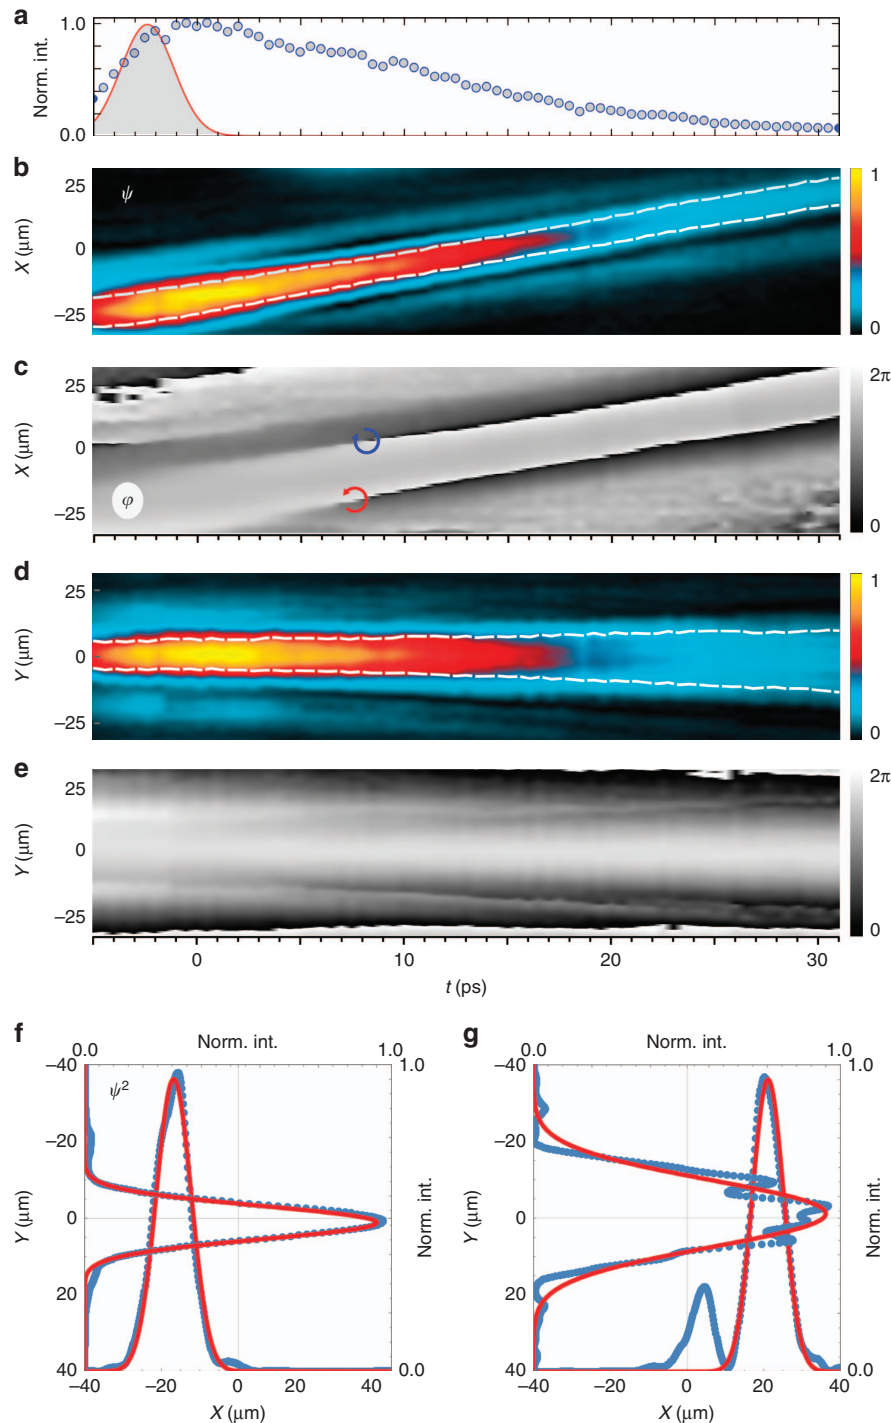 a
1.0
Norm. int.
0.0
b
25
ψ
1
X (μm)
0
−25
0
c
25
2π
X (μm)
0
φ
−25
0
d
25
1
Y (μm)
0
−25
0
e
25
2π
Y (μm)
0
−25
0
0 10 20 30
t (ps)
f
Norm. int.
0.0 1.0
−40 1.0
ψ²
−20
Y (μm)
0
Norm. int.
20
40 0.0
−40 −20 0 20 40
X (μm)
g
Norm. int.
0.0 1.0
−40 1.0
−20
Y (μm)
0
Norm. int.
20
40 0.0
−40 −20 0 20 40
X (μm)